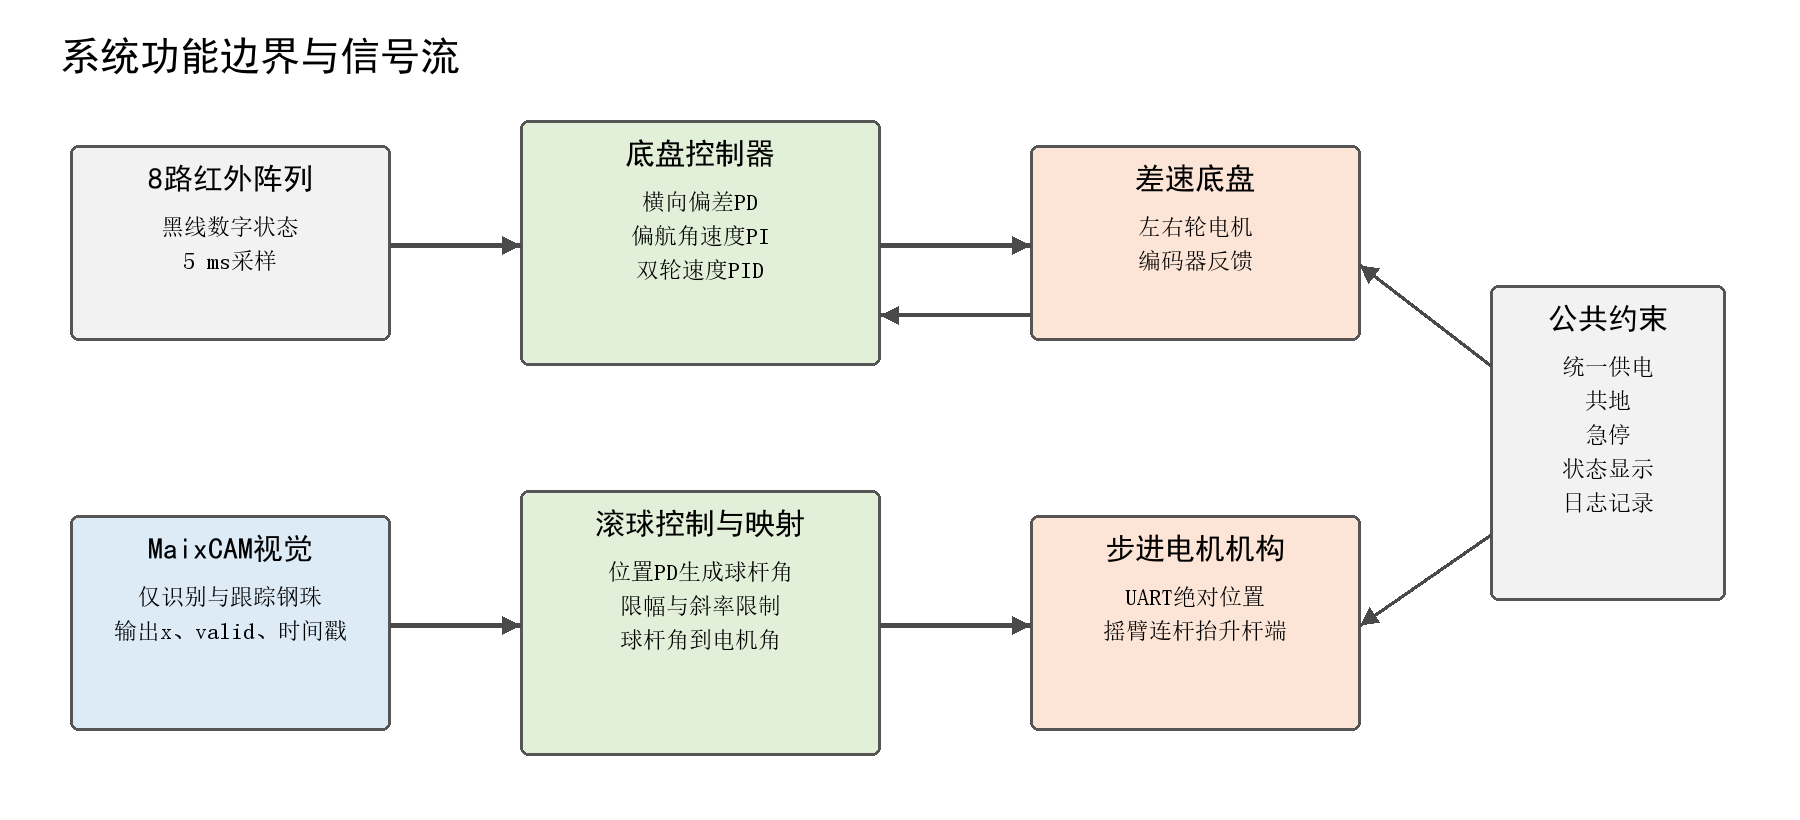 系统功能边界与信号流
8路红外阵列
黑线数字状态
5 ms采样
底盘控制器
横向偏差PD
偏航角速度PI
双轮速度PID
差速底盘
左右轮电机
编码器反馈
公共约束
统一供电
共地
急停
状态显示
日志记录
MaixCAM视觉
仅识别与跟踪钢珠
输出x、valid、时间戳
滚球控制与映射
位置PD生成球杆角
限幅与斜率限制
球杆角到电机角
步进电机机构
UART绝对位置
摇臂连杆抬升杆端